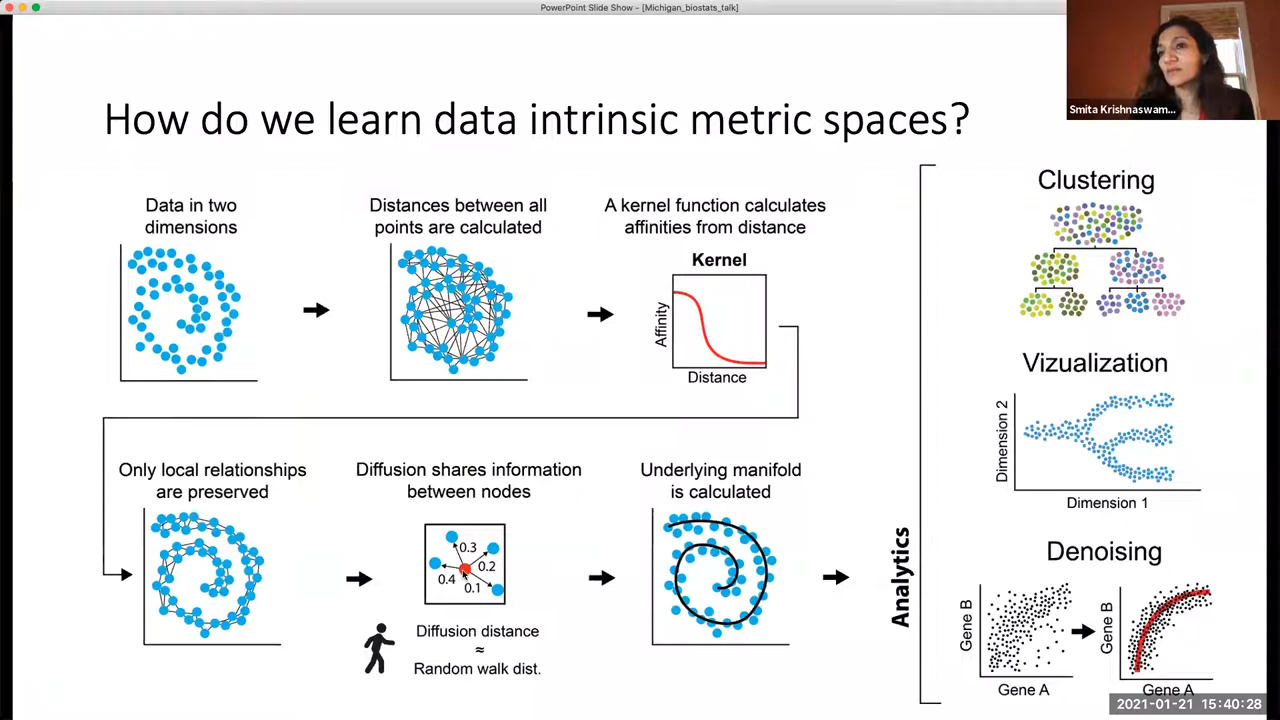 PowerPoint Slide Show - [Michigan_biostats_talk]
Smita Krishnaswam...
How do we learn data intrinsic metric spaces?
Data in two
dimensions
Distances between all
points are calculated
A kernel function calculates
affinities from distance
Kernel
Affinity
Distance
Only local relationships
are preserved
Diffusion shares information
between nodes
0.3
0.2
0.4
0.1
Diffusion distance
≈
Random walk dist.
Underlying manifold
is calculated
Analytics
Clustering
Vizualization
Dimension 2
Dimension 1
Denoising
Gene B
Gene A
Gene B
Gene A
2021-01-21 15:40:28